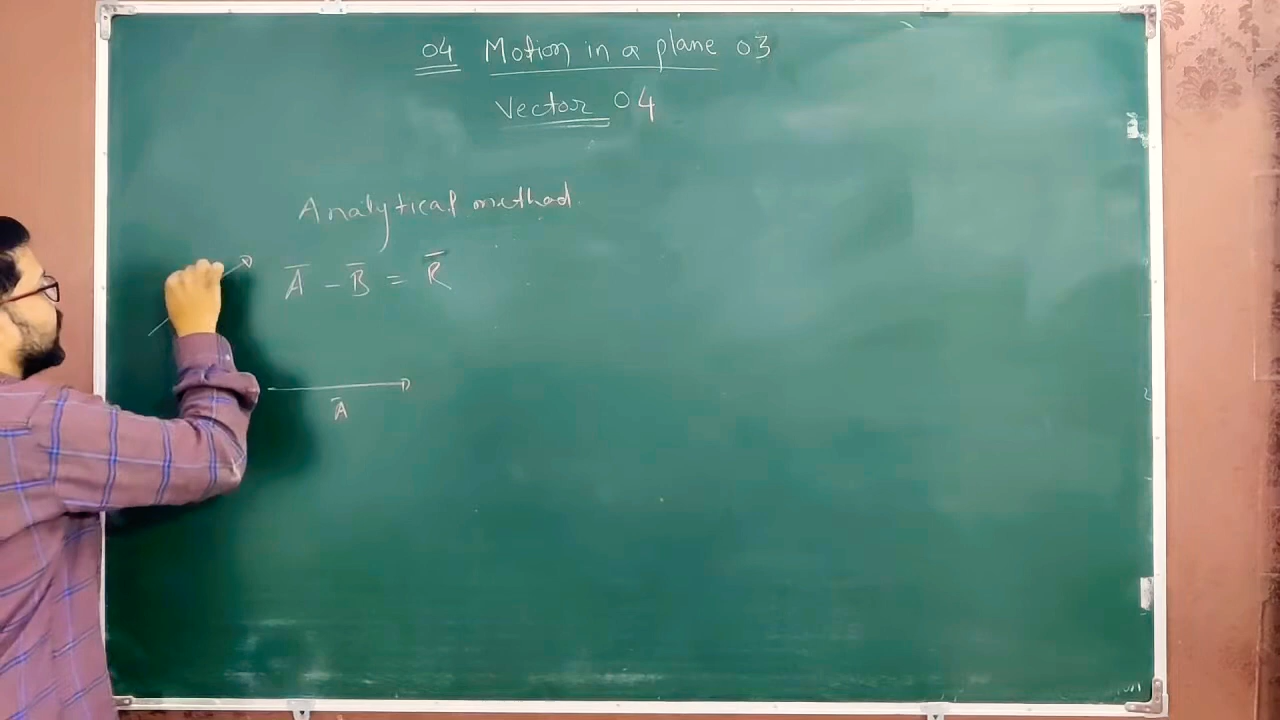 04 Motion in a plane 03
Vector 04
Analytical method
A̅ - B̅ = R̅
A̅